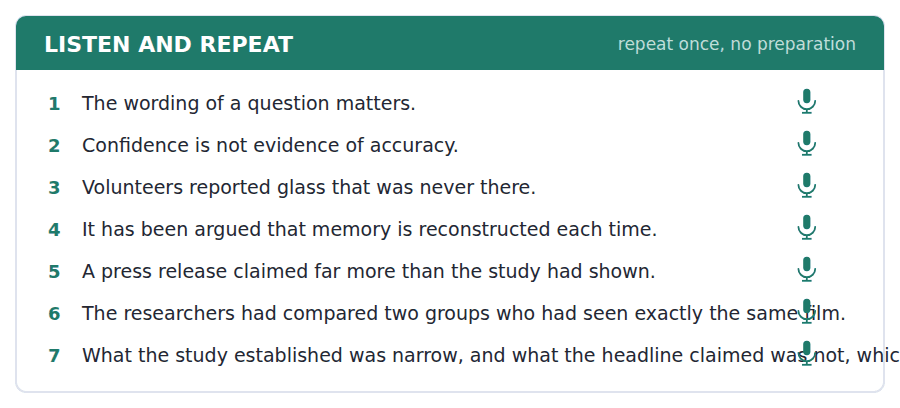 LISTEN AND REPEAT
repeat once, no preparation
1 The wording of a question matters.
2 Confidence is not evidence of accuracy.
3 Volunteers reported glass that was never there.
4 It has been argued that memory is reconstructed each time.
5 A press release claimed far more than the study had shown.
6 The researchers had compared two groups who had seen exactly the same film.
7 What the study established was narrow, and what the headline claimed was not,